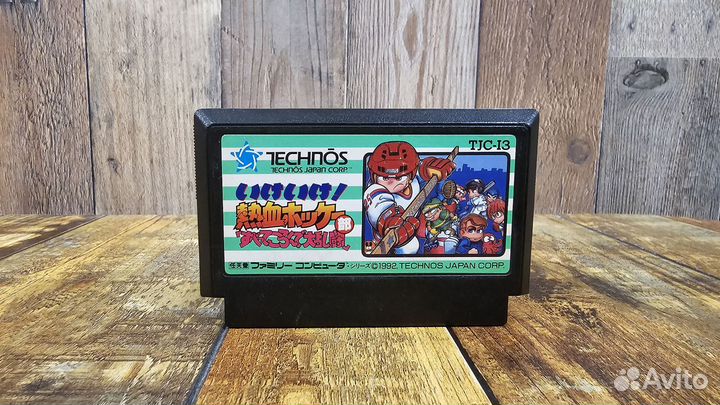 TECHNŌS
TECHNŌS JAPAN CORP.
TJC-I3
いけいけ!
熱血ホッケー部
すべってころんで大乱闘
任天堂 ファミリーコンピュータ・シリーズ ©1992, TECHNOS JAPAN CORP.
Avito